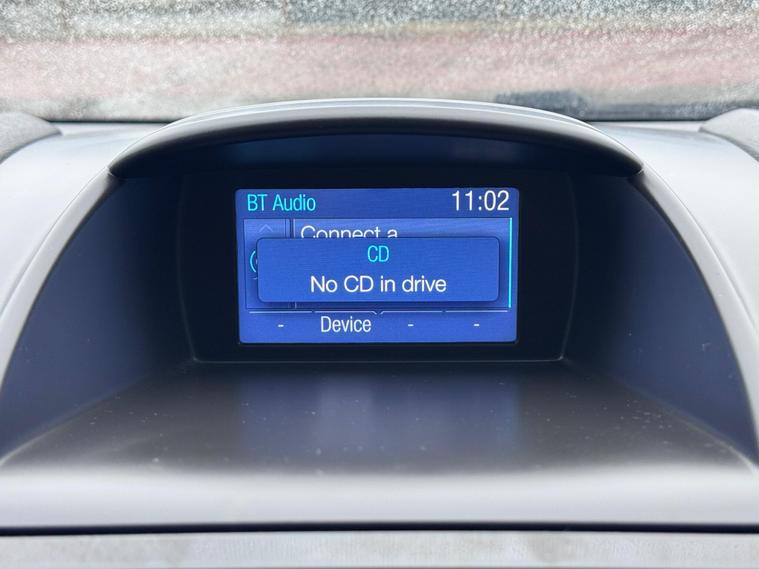 BT Audio 11:02
Connect a
CD
No CD in drive
- Device - -